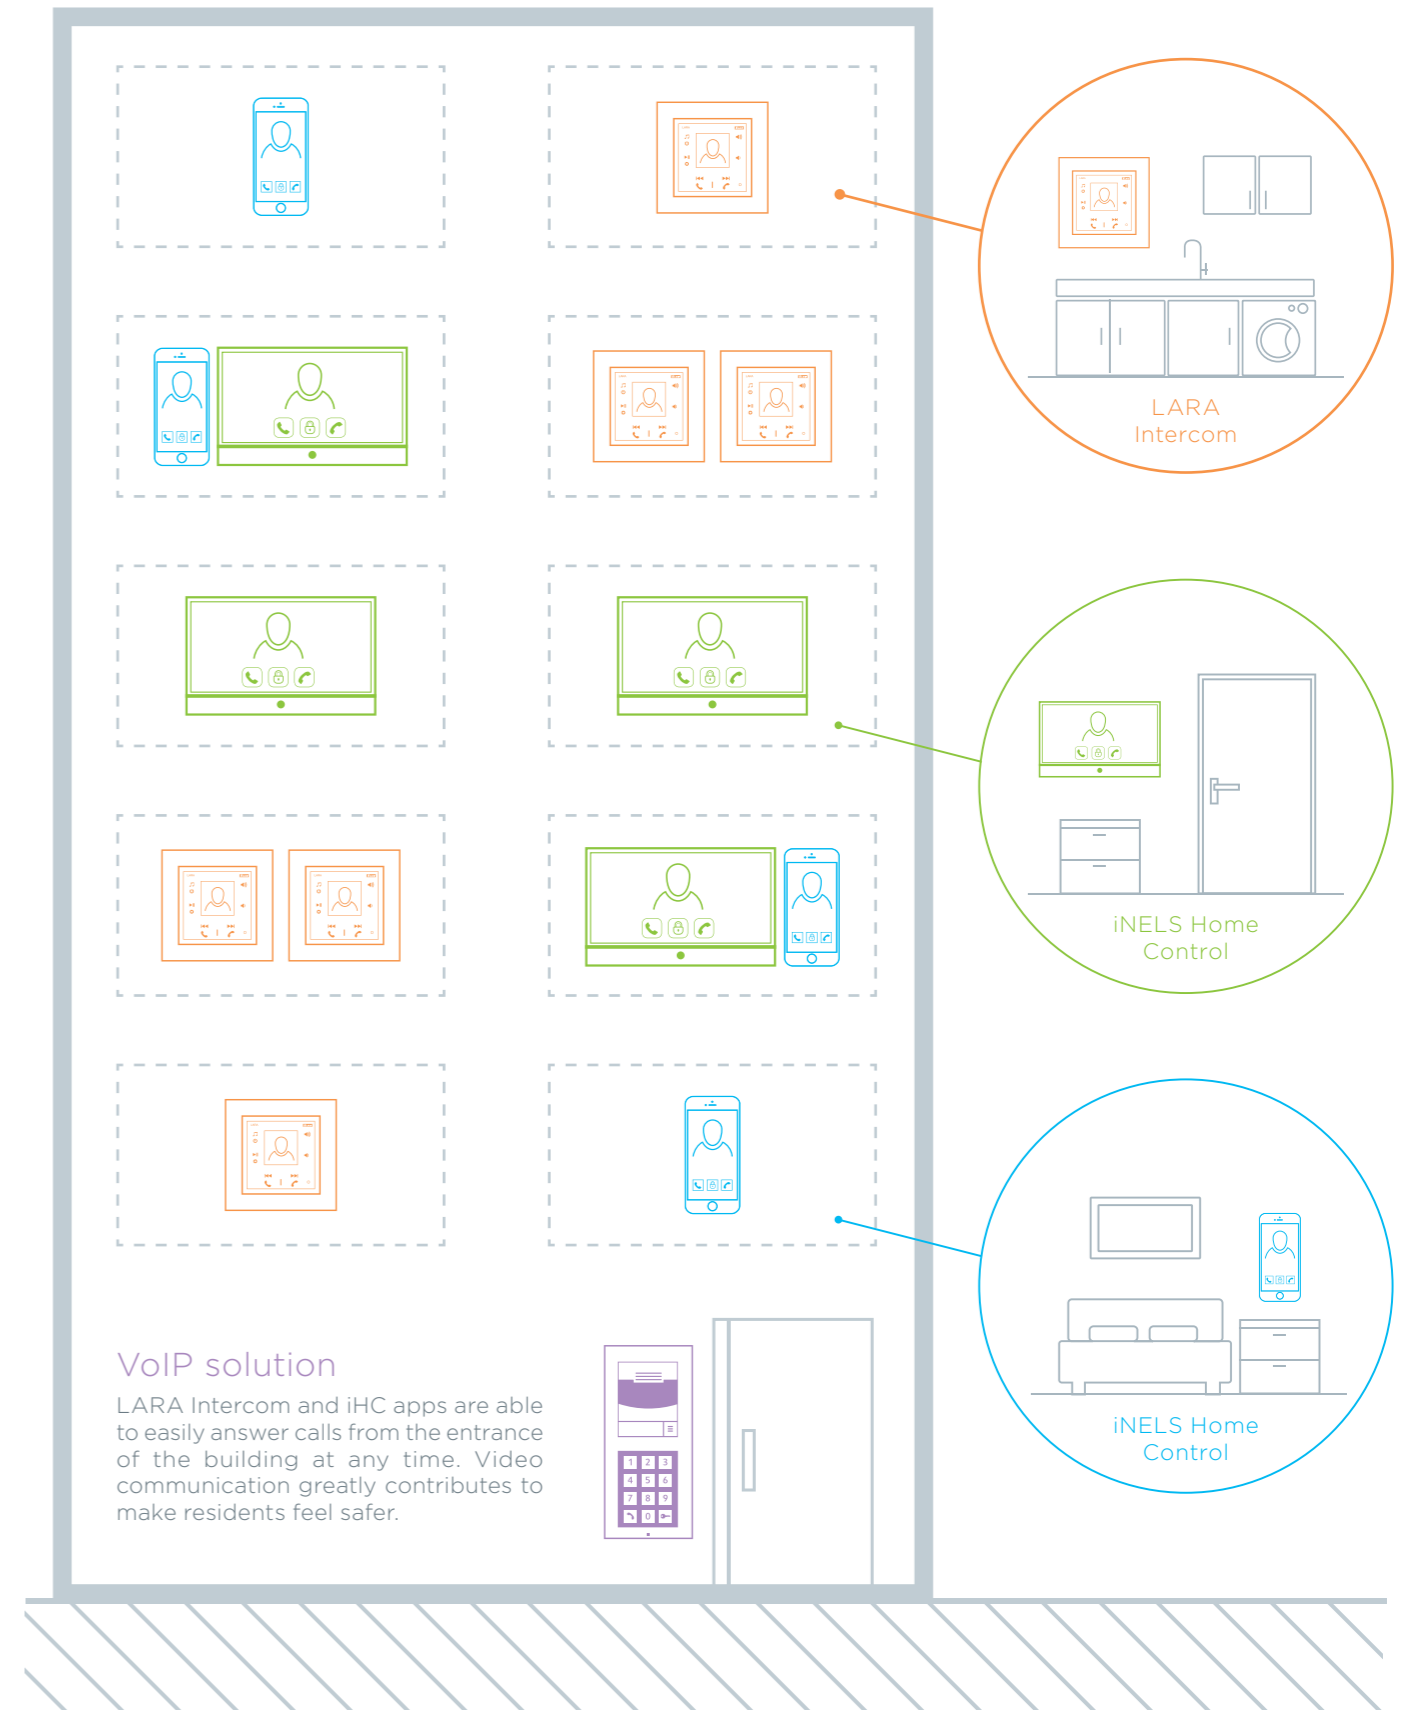 LARA
Intercom
iNELS Home
Control
iNELS Home
Control
VoIP solution
LARA Intercom and iHC apps are able
to easily answer calls from the entrance
of the building at any time. Video
communication greatly contributes to
make residents feel safer.
1 2 3
4 5 6
7 8 9
0